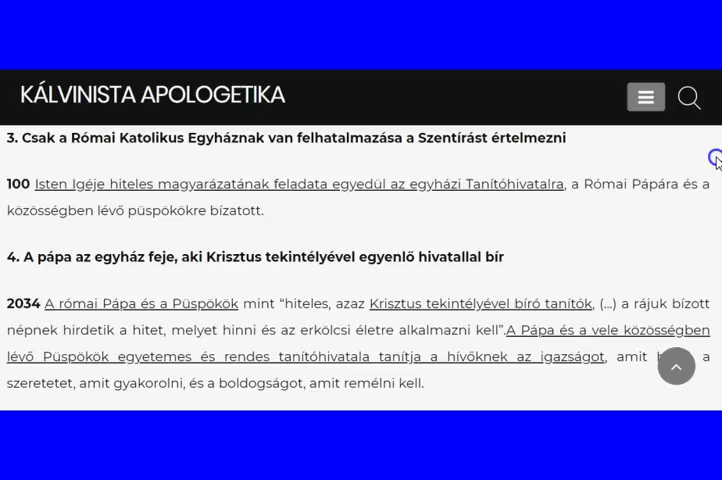 KÁLVINISTA APOLOGETIKA
3. Csak a Római Katolikus Egyháznak van felhatalmazása a Szentírást értelmezni
100 Isten Igéje hiteles magyarázatának feladata egyedül az egyházi Tanítóhivatalra, a Római Pápára és a
közösségben lévő püspökökre bízatott.
4. A pápa az egyház feje, aki Krisztus tekintélyével egyenlő hivatallal bír
2034 A római Pápa és a Püspökök mint “hiteles, azaz Krisztus tekintélyével bíró tanítók, (...) a rájuk bízott
népnek hirdetik a hitet, melyet hinni és az erkölcsi életre alkalmazni kell”.A Pápa és a vele közösségben
lévő Püspökök egyetemes és rendes tanítóhivatala tanítja a hívőknek az igazságot, amit a
szeretetet, amit gyakorolni, és a boldogságot, amit remélni kell.